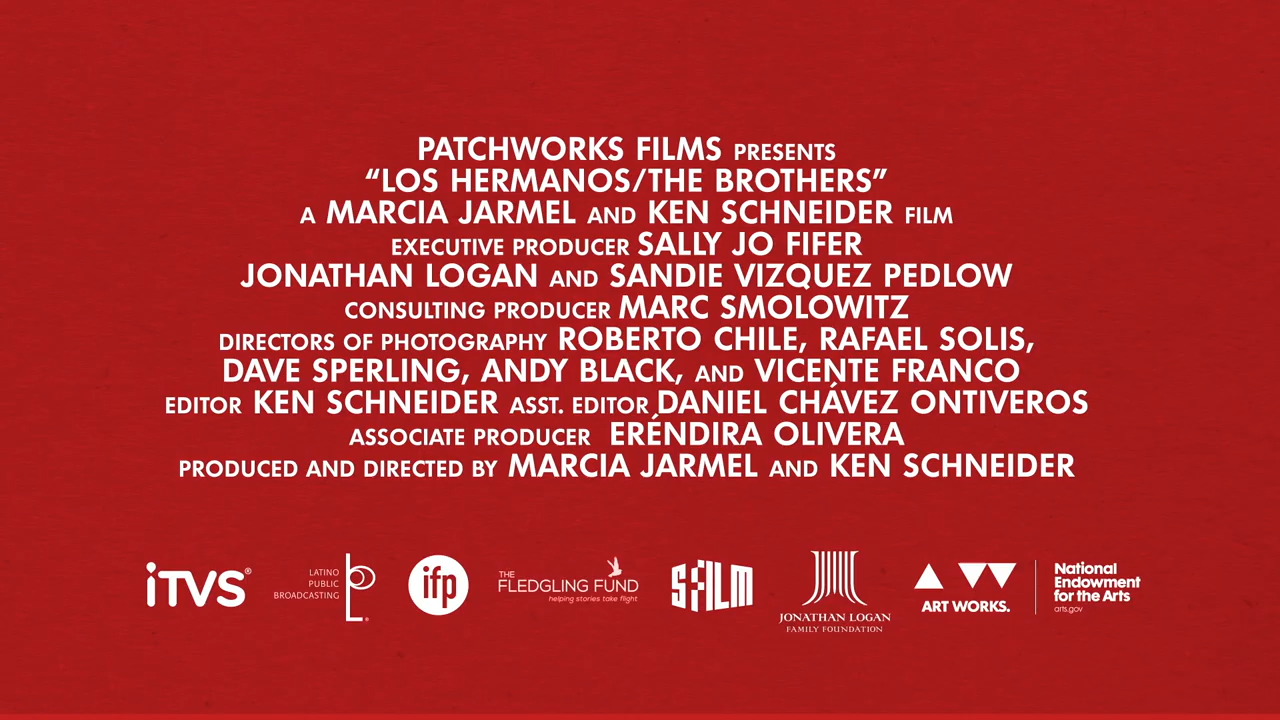 PATCHWORKS FILMS PRESENTS
“LOS HERMANOS/THE BROTHERS”
A MARCIA JARMEL AND KEN SCHNEIDER FILM
EXECUTIVE PRODUCER SALLY JO FIFER
JONATHAN LOGAN AND SANDIE VIZQUEZ PEDLOW
CONSULTING PRODUCER MARC SMOLOWITZ
DIRECTORS OF PHOTOGRAPHY ROBERTO CHILE, RAFAEL SOLIS,
DAVE SPERLING, ANDY BLACK, AND VICENTE FRANCO
EDITOR KEN SCHNEIDER ASST. EDITOR DANIEL CHÁVEZ ONTIVEROS
ASSOCIATE PRODUCER ERÉNDIRA OLIVERA
PRODUCED AND DIRECTED BY MARCIA JARMEL AND KEN SCHNEIDER
iTVS®
LATINO
PUBLIC
BROADCASTING
ifp
THE
FLEDGLING FUND
helping stories take flight
SFFILM
JONATHAN LOGAN
FAMILY FOUNDATION
ART WORKS.
National
Endowment
for the Arts
arts.gov